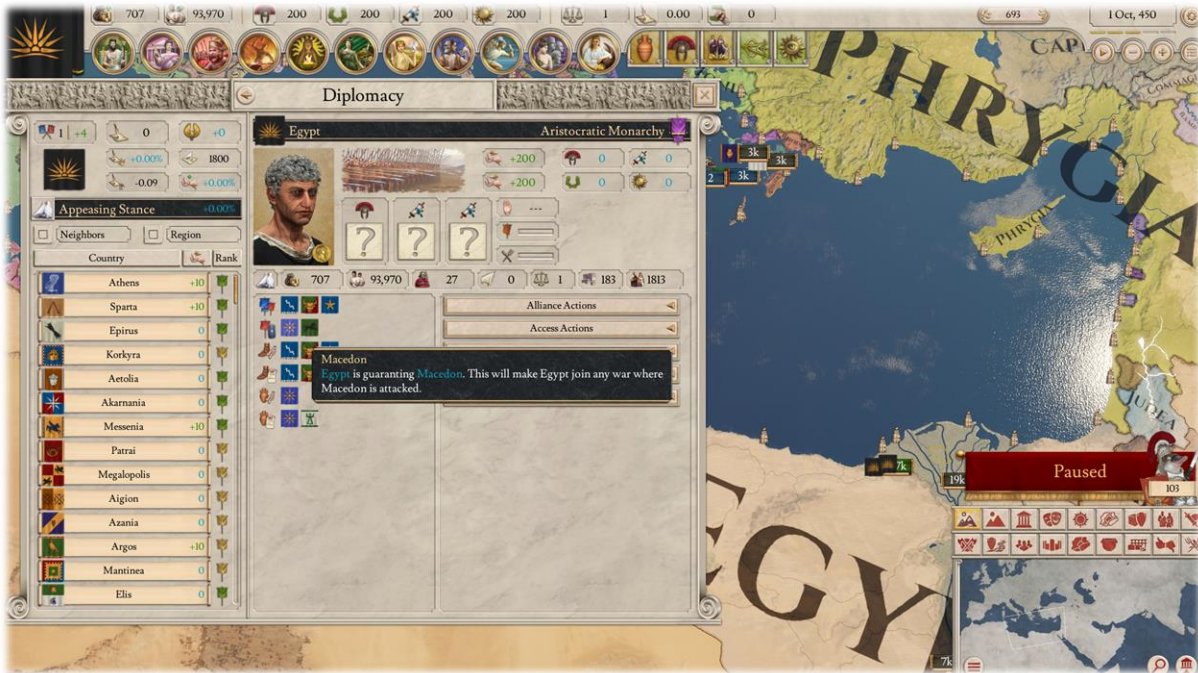 707 93,970 200 200 200 200 1 0.00 0 693 1 Oct, 450
Diplomacy
1 +4 0 +0
+0.00% 1800
-0.09 +0.00%
Appeasing Stance +0.00%
Neighbors Region
Country Rank
Athens +10
Sparta +10
Epirus 0
Korkyra 0
Aetolia 0
Akarnania 0
Messenia +10
Patrai 0
Megalopolis 0
Aigion 0
Azania 0
Argos +10
Mantinea 0
Elis 0
Egypt Aristocratic Monarchy
+200 0 0
+200 0 0
? ? ? ---
707 93,970 27 0 1 183 1813
Alliance Actions
Access Actions
Macedon
Egypt is guaranting Macedon. This will make Egypt join any war where
Macedon is attacked.
PHRYGIA
CAP
COMMAG
3k
3k
2 3k
PHRYGIA
JUDEA
7k
19k
Paused
103
EGY
7k